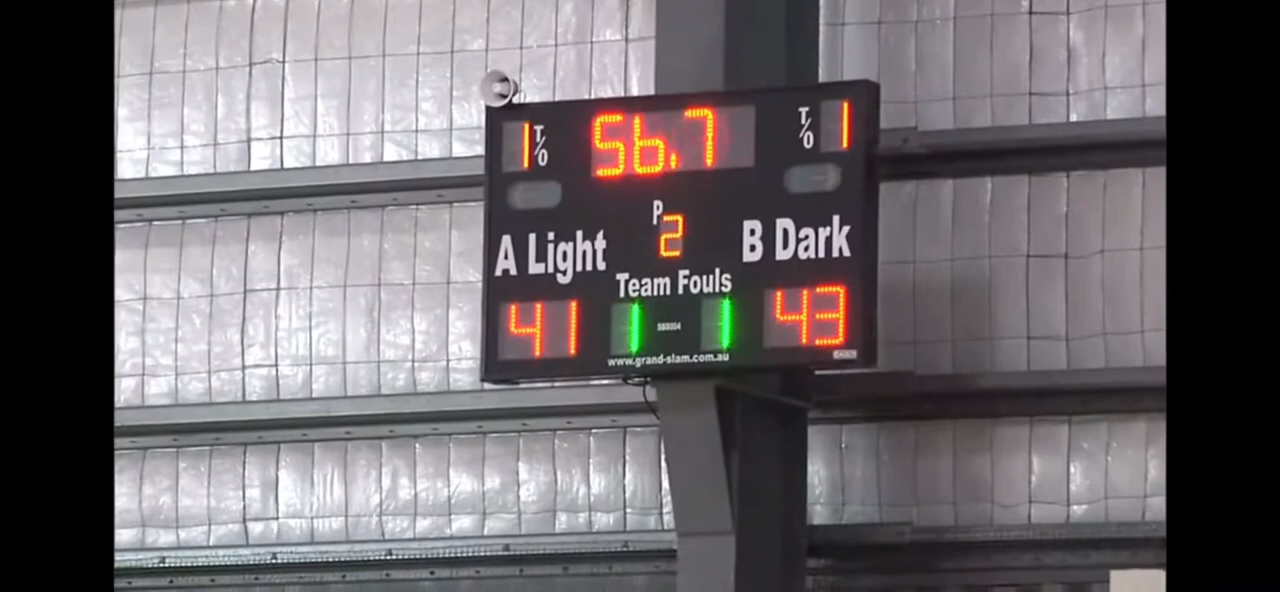 1 T/O 56.7 T/O 1
P 2
A Light B Dark
Team Fouls
41 1 1 43
www.grand-slam.com.au